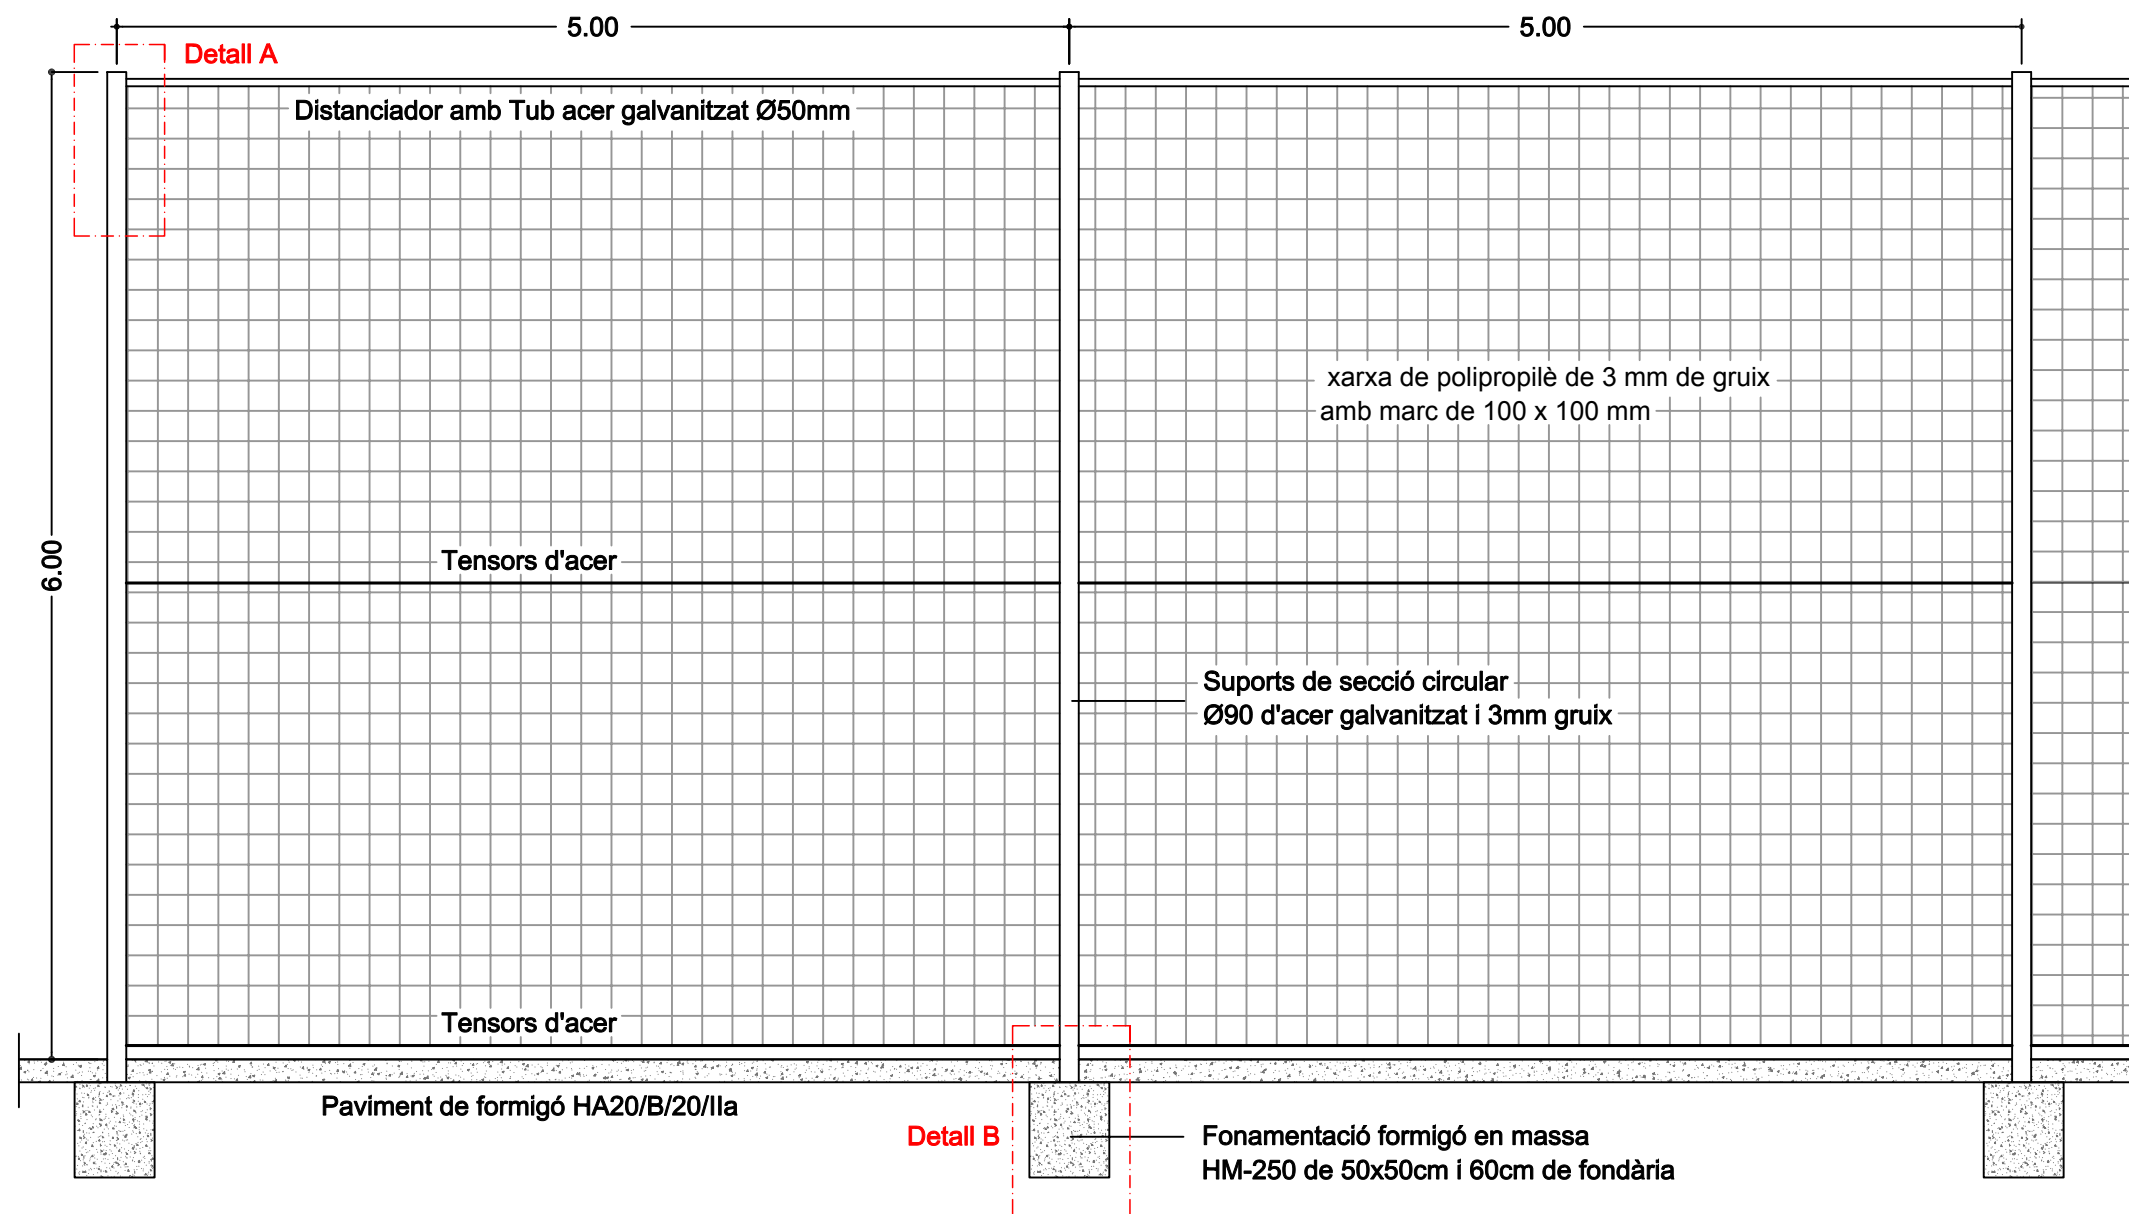 5.00
5.00
Detall A
Distanciador amb Tub acer galvanitzat Ø50mm
xarxa de polipropilè de 3 mm de gruix
amb marc de 100 x 100 mm
6.00
Tensors d'acer
Suports de secció circular
Ø90 d'acer galvanitzat i 3mm gruix
Tensors d'acer
Paviment de formigó HA20/B/20/IIa
Detall B
Fonamentació formigó en massa
HM-250 de 50x50cm i 60cm de fondària